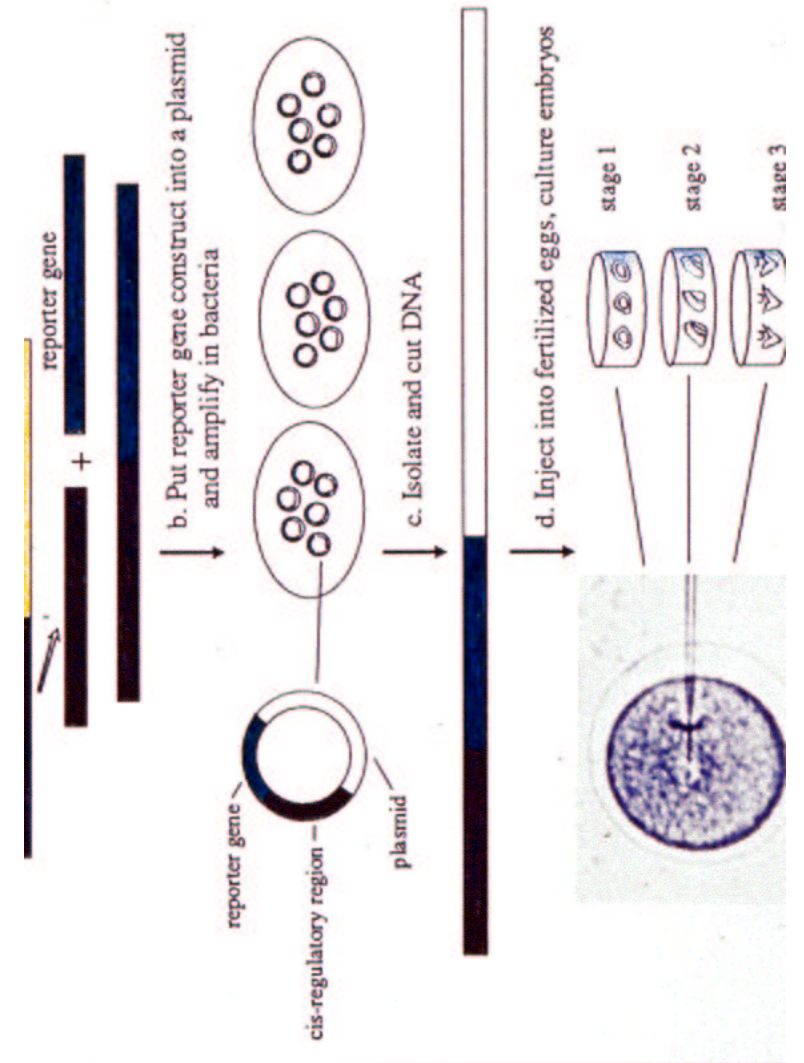 reporter gene
+
b. Put reporter gene construct into a plasmid
and amplify in bacteria
reporter gene
cis-regulatory region
plasmid
c. Isolate and cut DNA
d. Inject into fertilized eggs, culture embryos
stage 1
stage 2
stage 3